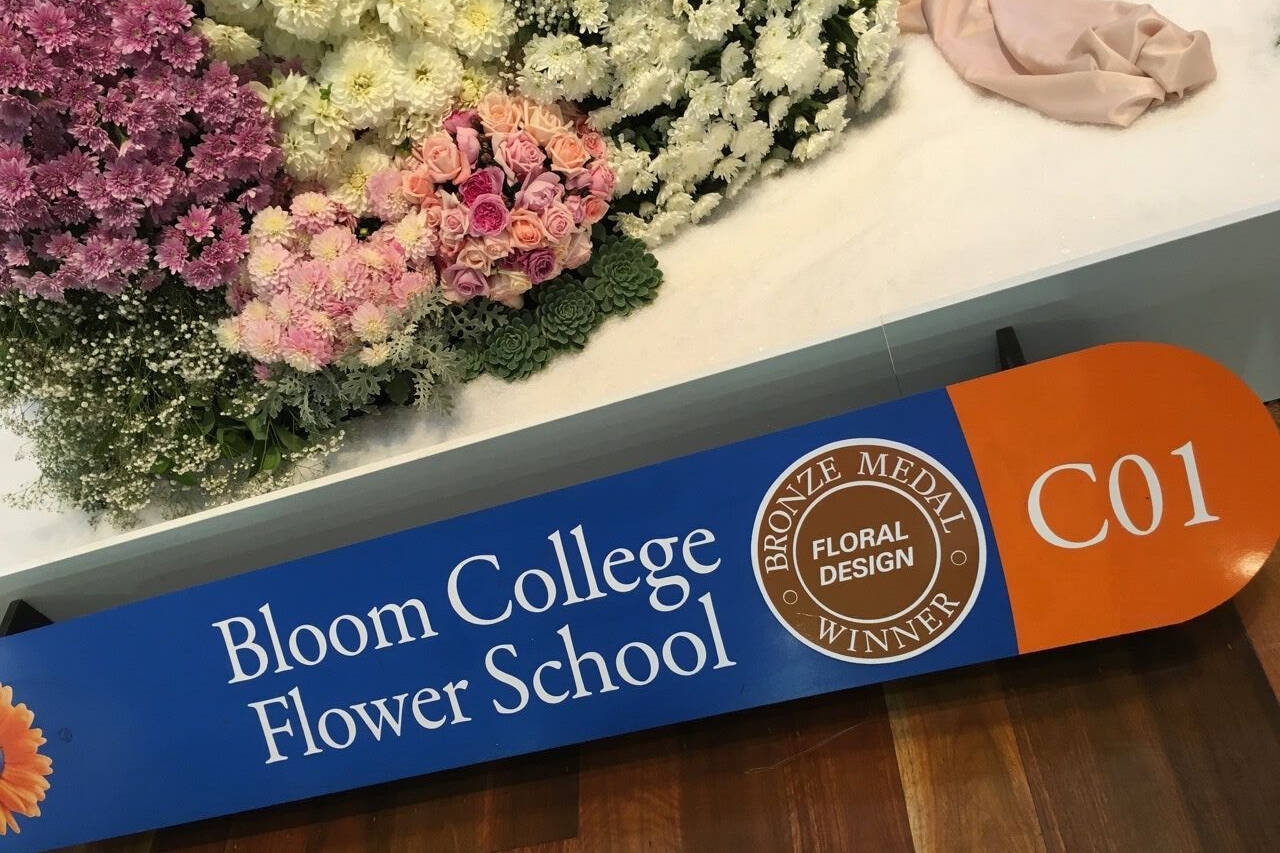 Bloom College
Flower School
BRONZE MEDAL
FLORAL
DESIGN
WINNER
C01